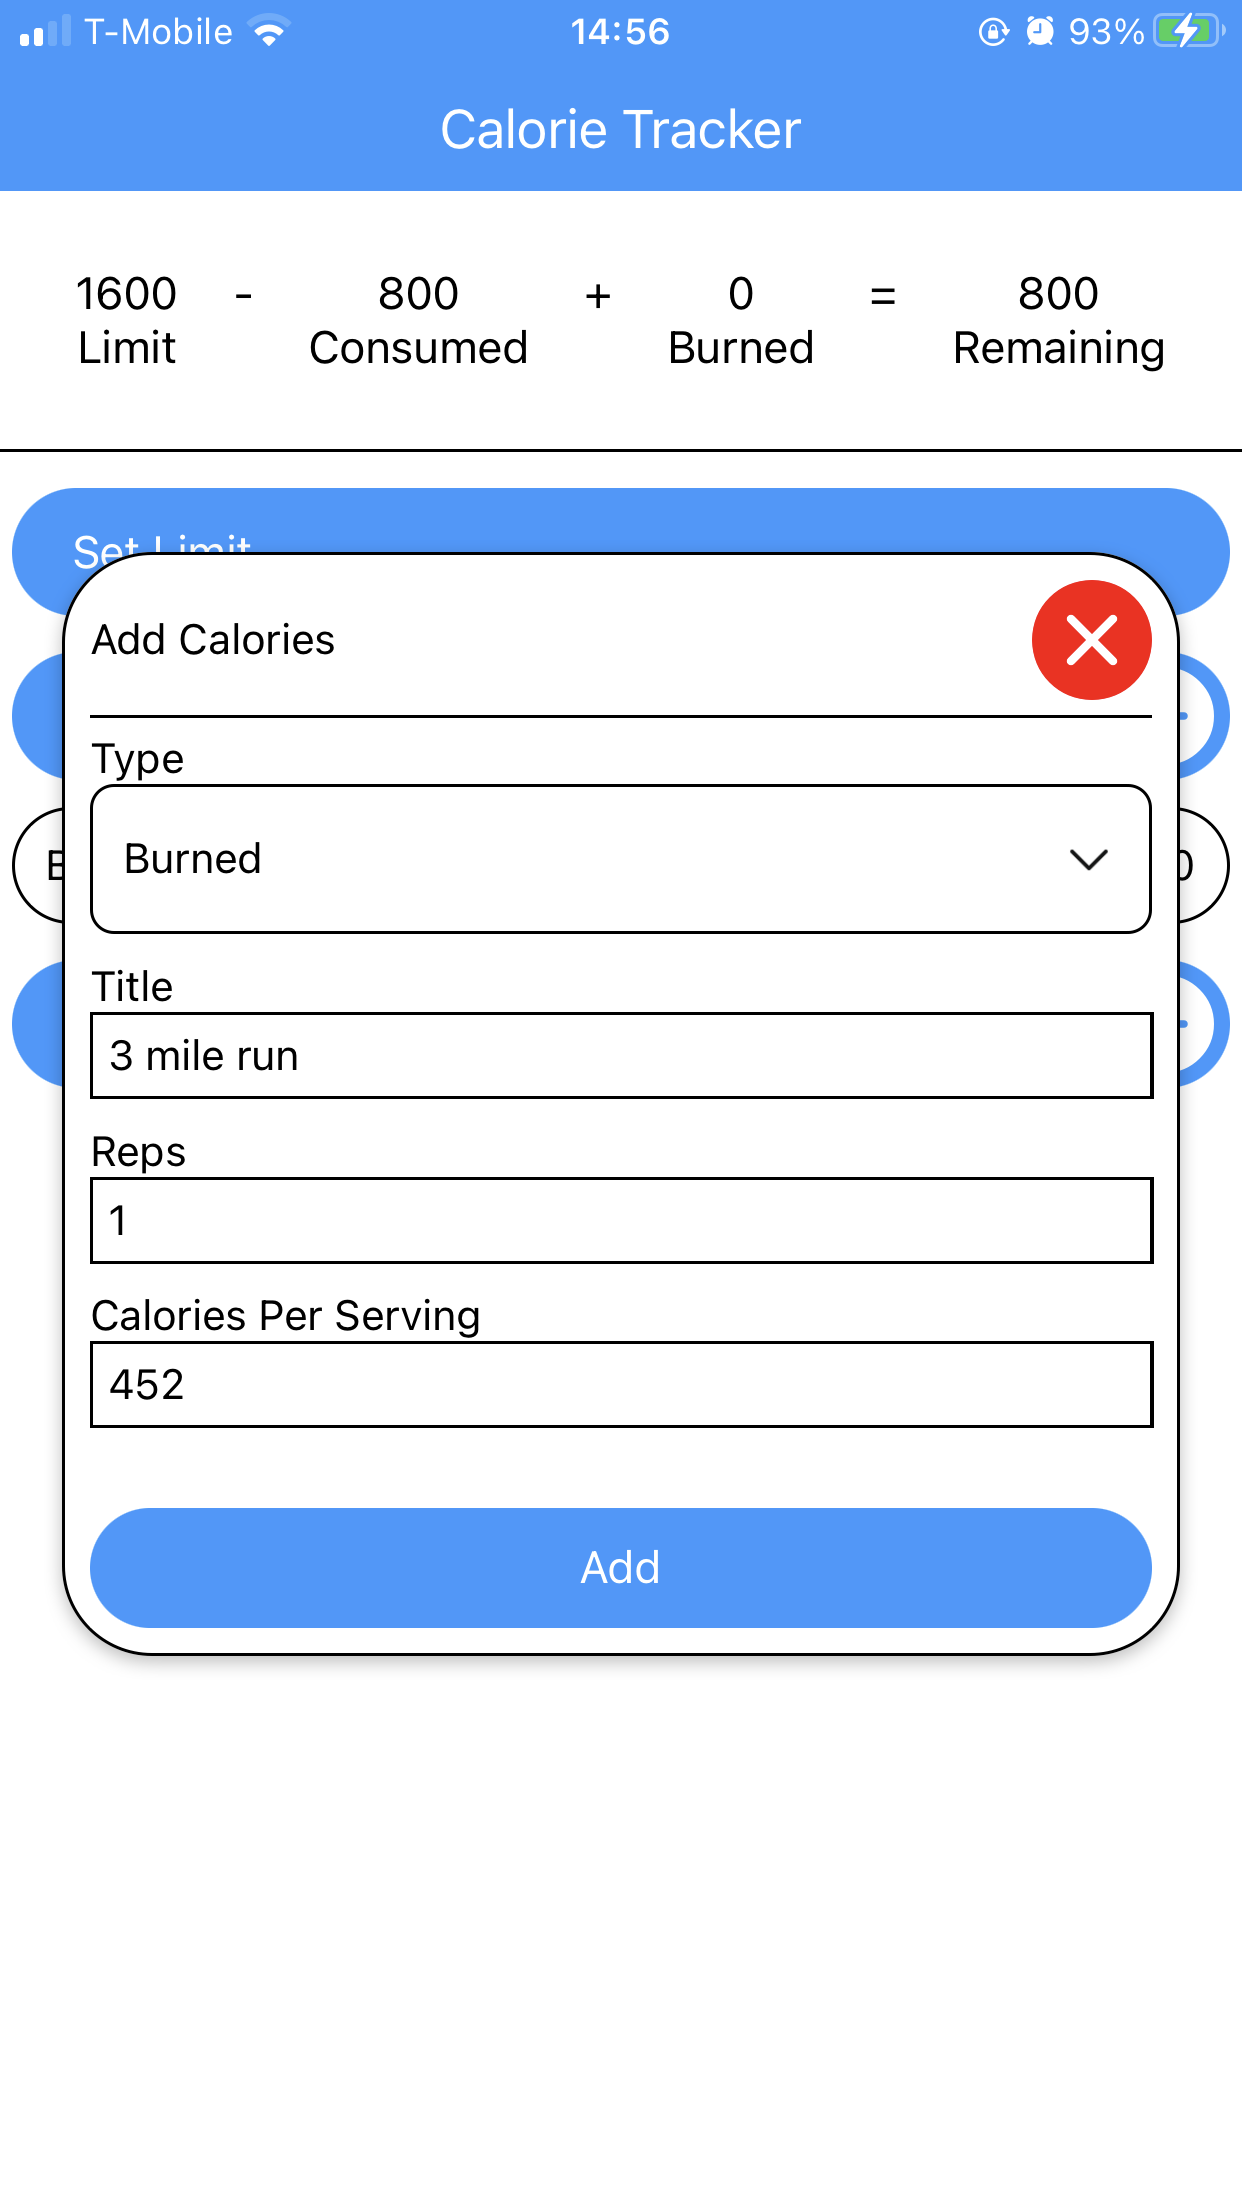 T-Mobile 14:56 93%
Calorie Tracker
1600 - 800 + 0 = 800
Limit Consumed Burned Remaining
Set Limit
Add Calories
Type
Burned
Title
3 mile run
Reps
1
Calories Per Serving
452
Add